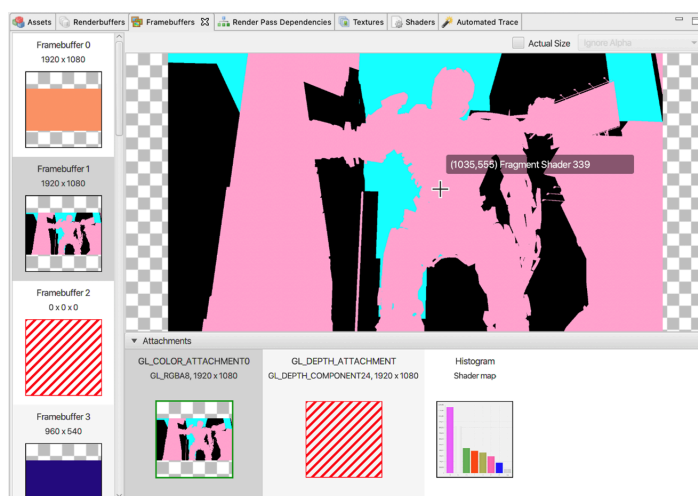 Assets
Renderbuffers
Framebuffers
Render Pass Dependencies
Textures
Shaders
Automated Trace
Actual Size
Ignore Alpha
Framebuffer 0
1920 x 1080
Framebuffer 1
1920 x 1080
Framebuffer 2
0 x 0 x 0
Framebuffer 3
960 x 540
(1035,555) Fragment Shader 339
Attachments
GL_COLOR_ATTACHMENT0
GL_RGBA8, 1920 x 1080
GL_DEPTH_ATTACHMENT
GL_DEPTH_COMPONENT24, 1920 x 1080
Histogram
Shader map